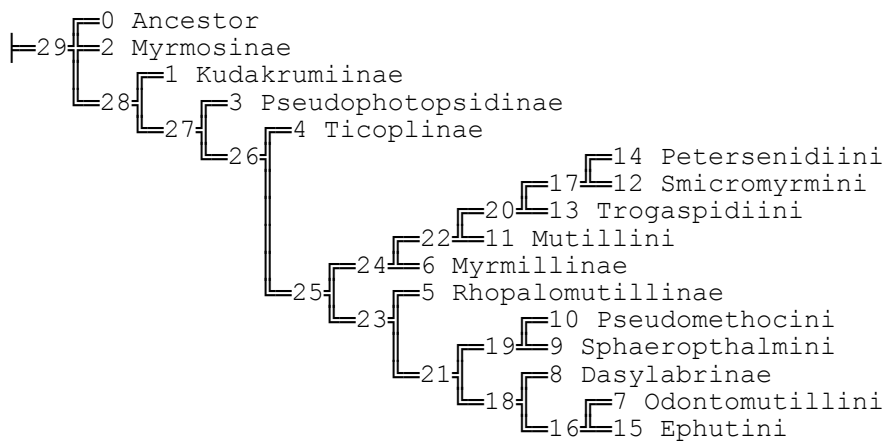 0 Ancestor
29 2 Myrmosinae
1 Kudakrumiinae
28
3 Pseudophotopsidinae
27
4 Ticoplinae
26
14 Petersenidiini
17 12 Smicromyrmini
20 13 Trogaspidiini
22 11 Mutillini
24 6 Myrmillinae
25 5 Rhopalomutillinae
23 10 Pseudomethocini
19 9 Sphaeropthalmini
21 8 Dasylabrinae
18 7 Odontomutillini
16 15 Ephutini